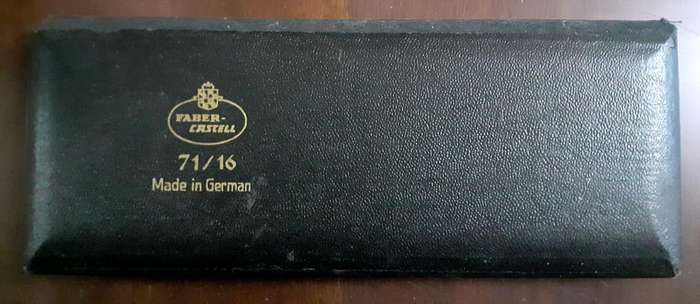 FABER-
CASTELL
71/16
Made in German